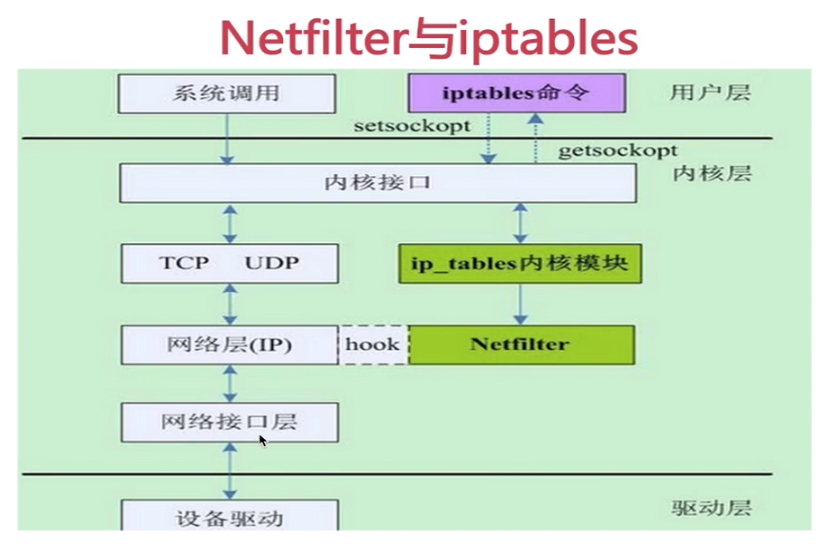 Netfilter与iptables
系统调用
iptables命令
用户层
setsockopt
getsockopt
内核接口
内核层
TCP UDP
ip_tables内核模块
网络层(IP)
hook
Netfilter
网络接口层
设备驱动
驱动层